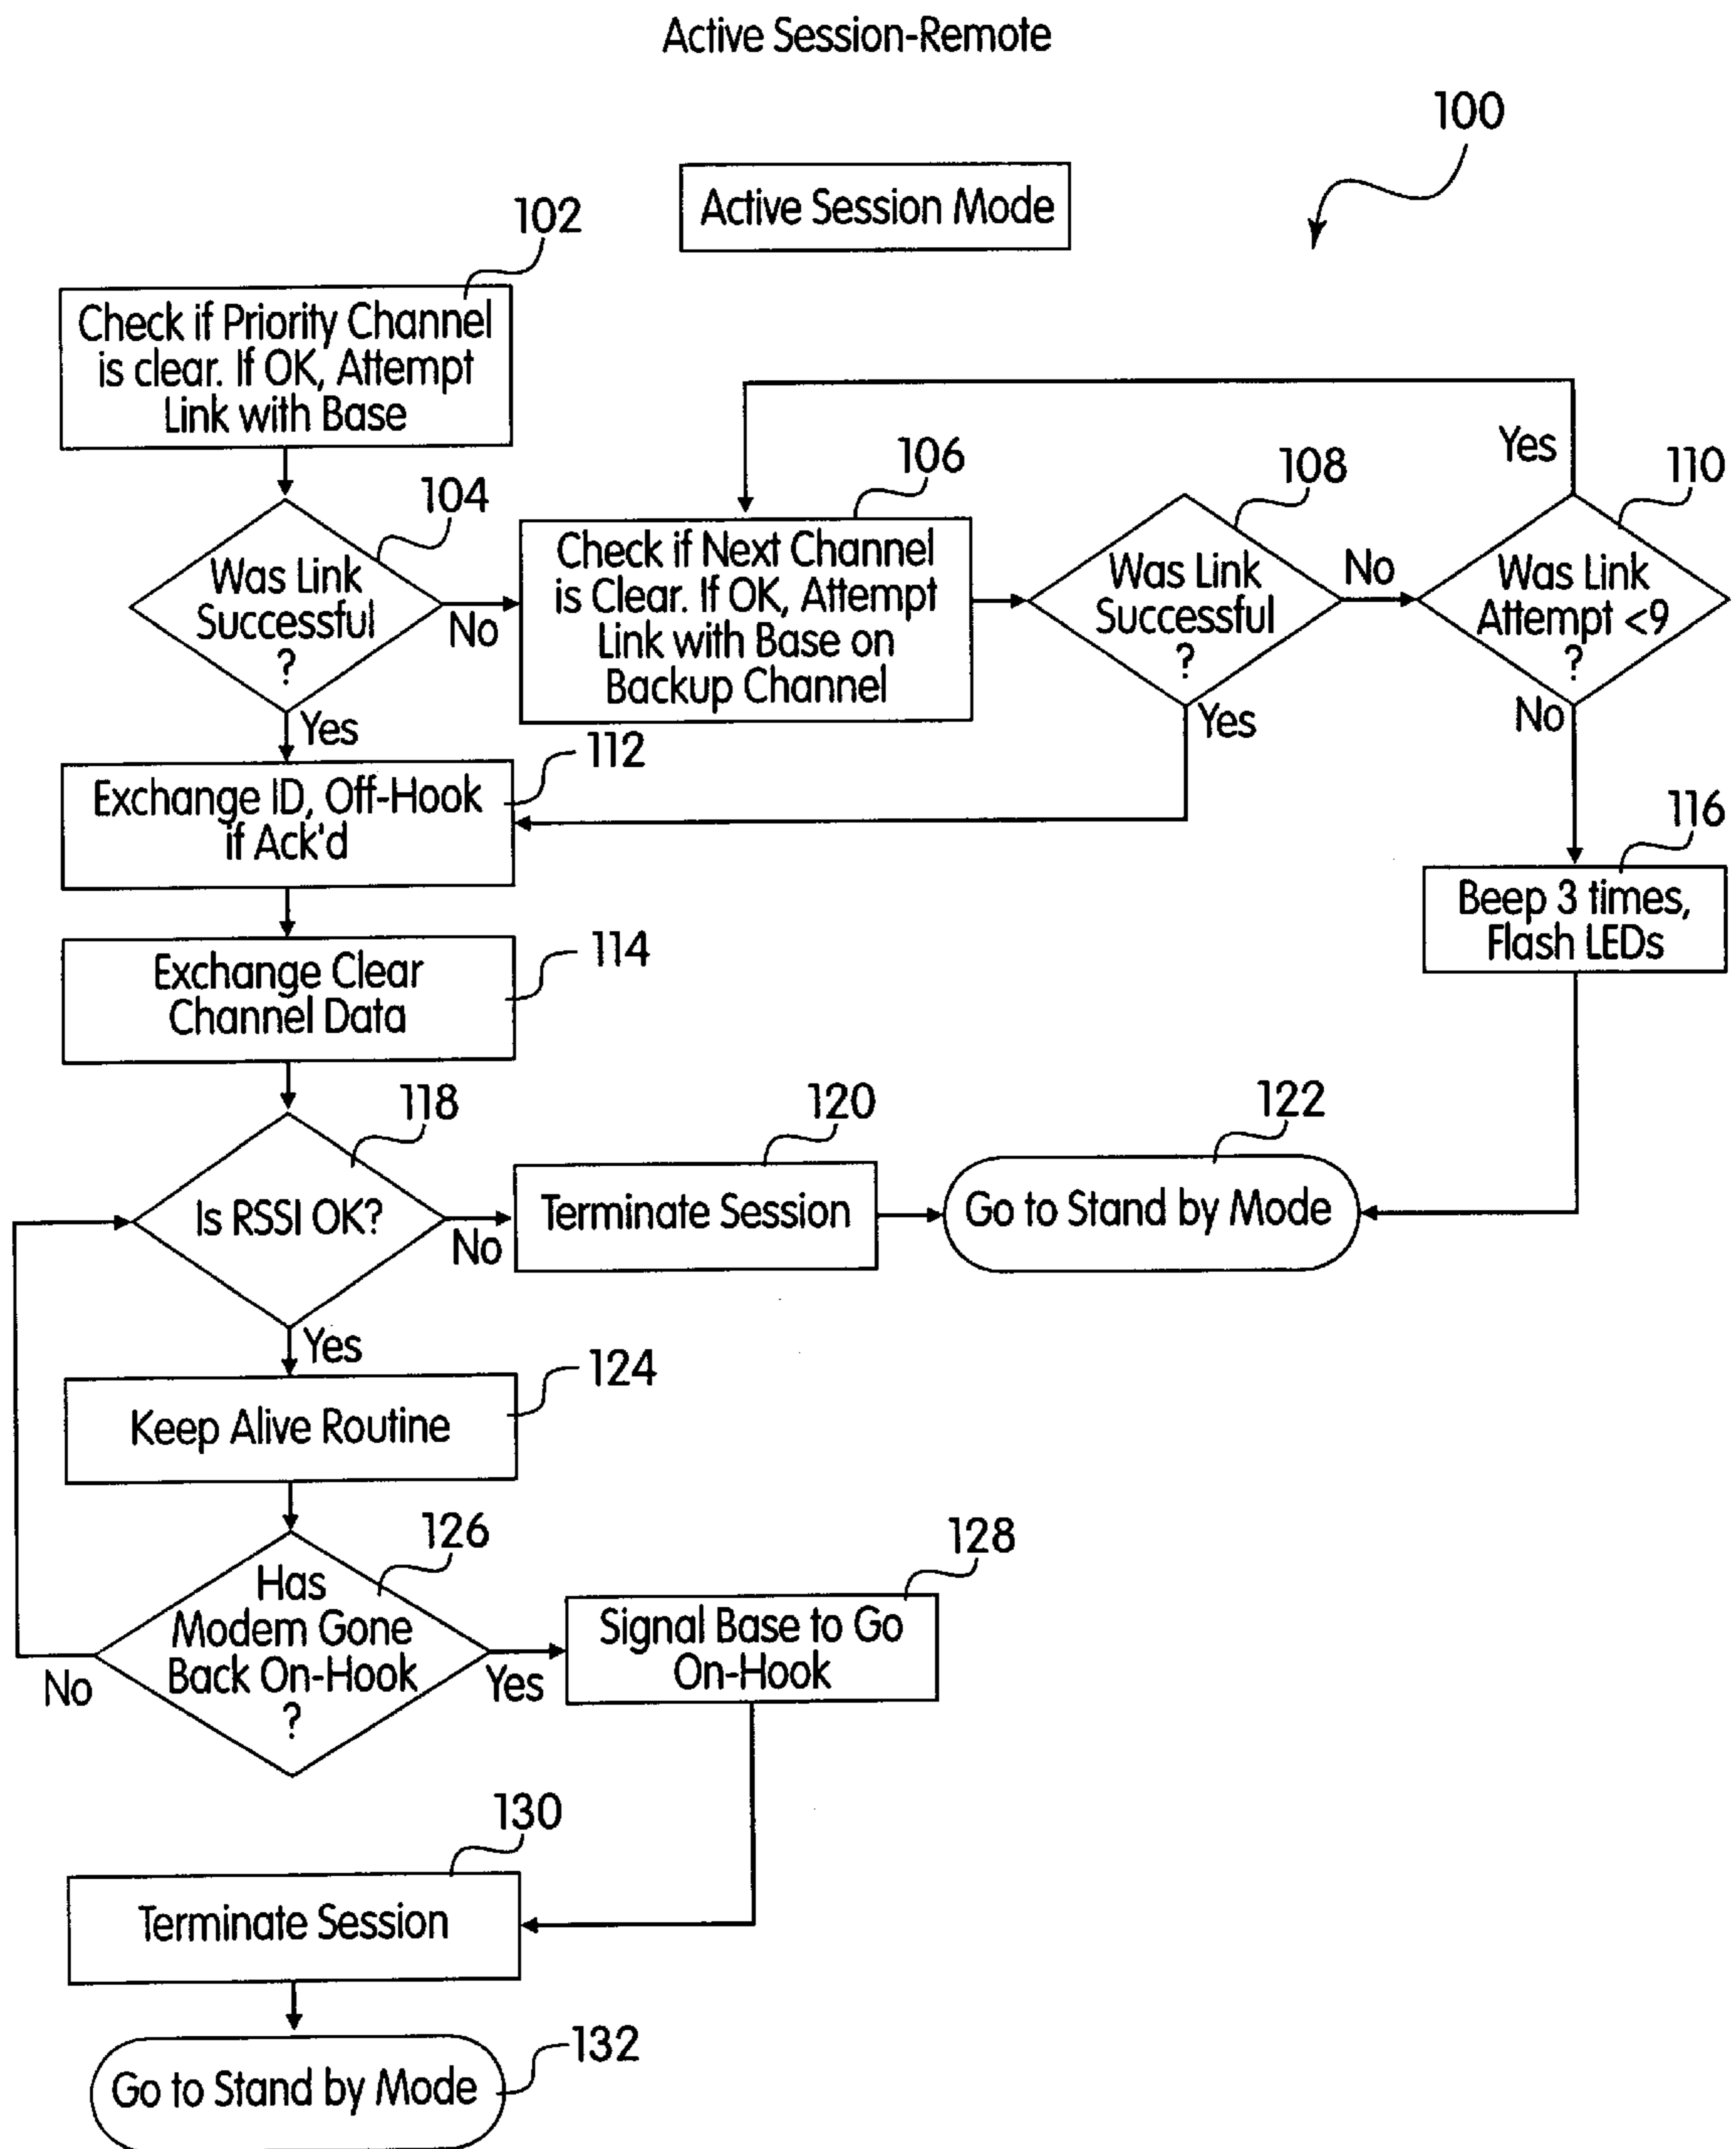 Active Session-Remote
100
Active Session Mode
102
Check if Priority Channel
is clear. If OK, Attempt
Link with Base
104
Was Link
Successful
?
No
Yes
106
Check if Next Channel
is Clear. If OK, Attempt
Link with Base on
Backup Channel
108
Was Link
Successful
?
No
Yes
110
Was Link
Attempt <9
?
Yes
No
112
Exchange ID, Off-Hook
if Ack'd
116
Beep 3 times,
Flash LEDs
114
Exchange Clear
Channel Data
118
Is RSSI OK?
No
Yes
120
Terminate Session
122
Go to Stand by Mode
124
Keep Alive Routine
126
Has
Modem Gone
Back On-Hook
?
No
Yes
128
Signal Base to Go
On-Hook
130
Terminate Session
132
Go to Stand by Mode